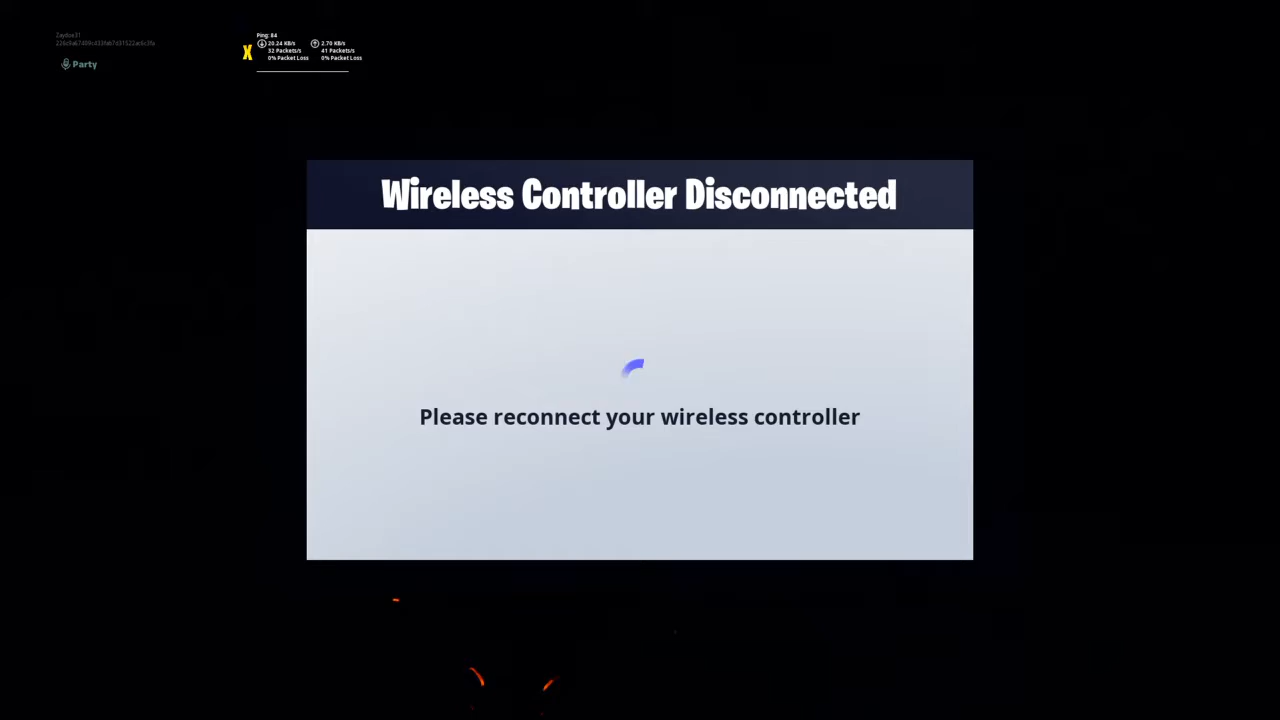 Zaydoe31
Party
X
Ping: 84
20.24 KB/s
32 Packets/s
0% Packet Loss
2.70 KB/s
41 Packets/s
0% Packet Loss
Wireless Controller Disconnected
Please reconnect your wireless controller